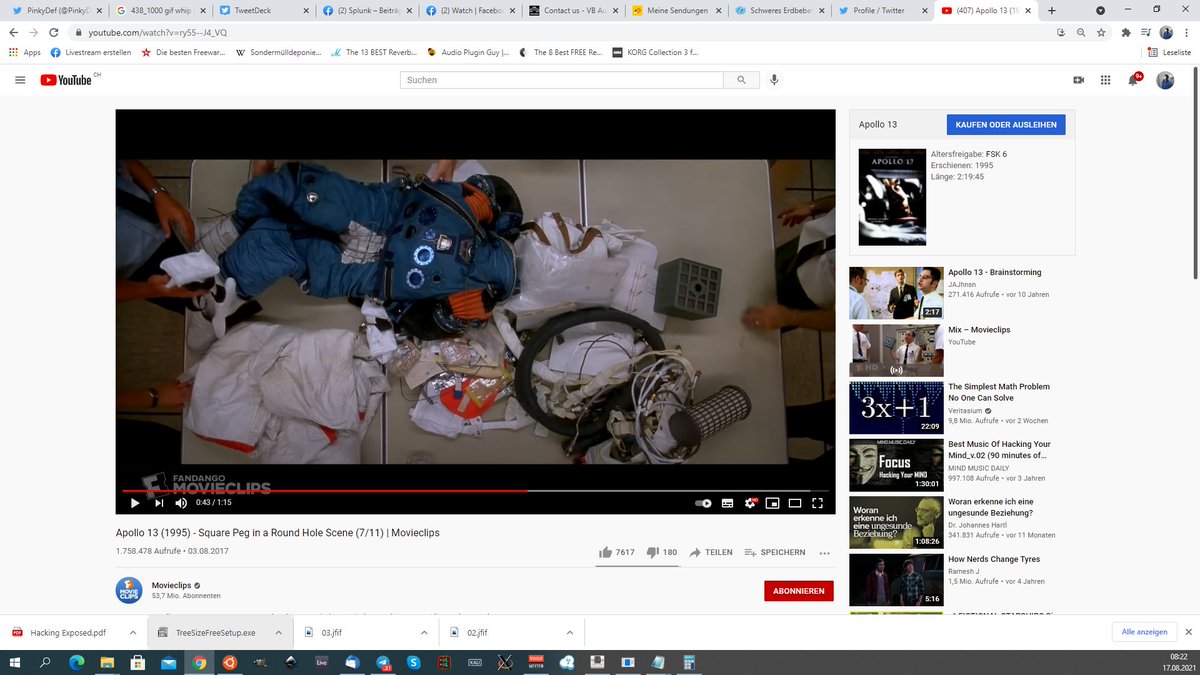 PinkyDef (@PinkyD
438_1000 gif whip
TweetDeck
(2) Splunk – Beiträg
(2) Watch | Facebo
Contact us - VB Au
Meine Sendungen
Schweres Erdbebe
Profile / Twitter
(407) Apollo 13 (19
youtube.com/watch?v=ry55--J4_VQ
Apps
Livestream erstellen
Die besten Freewar...
Sondermülldeponie...
The 13 BEST Reverb...
Audio Plugin Guy |...
The 8 Best FREE Re...
KORG Collection 3 f...
Leseliste
YouTube CH
Suchen
9+
Apollo 13
KAUFEN ODER AUSLEIHEN
APOLLO 13
Altersfreigabe: FSK 6
Erschienen: 1995
Länge: 2:19:45
Apollo 13 - Brainstorming
JAJhnsn
271.416 Aufrufe • vor 10 Jahren
2:17
Mix – Movieclips
YouTube
HD
The Simplest Math Problem
No One Can Solve
Veritasium
9,8 Mio. Aufrufe • vor 2 Wochen
3x+1
22:09
Best Music Of Hacking Your
Mind_v.02 (90 minutes of...
MIND MUSIC DAILY
997.108 Aufrufe • vor 3 Jahren
MIND.MUSIC.DAILY
Focus
Hacking Your MIND
1:30:01
Woran erkenne ich eine
ungesunde Beziehung?
Dr. Johannes Hartl
341.831 Aufrufe • vor 11 Monaten
Woran
erkenne ich
eine ungesunde
Beziehung?
1:08:26
How Nerds Change Tyres
Ramesh J
1,5 Mio. Aufrufe • vor 4 Jahren
5:16
FANDANGO
MOVIECLIPS
0:43 / 1:15
Apollo 13 (1995) - Square Peg in a Round Hole Scene (7/11) | Movieclips
1.758.478 Aufrufe • 03.08.2017
7617
180
TEILEN
SPEICHERN
MOVIE
CLIPS
Movieclips
53,7 Mio. Abonnenten
ABONNIEREN
Hacking Exposed.pdf
TreeSizeFreeSetup.exe
03.jfif
02.jfif
Alle anzeigen
Live
KALI
08:22
17.08.2021